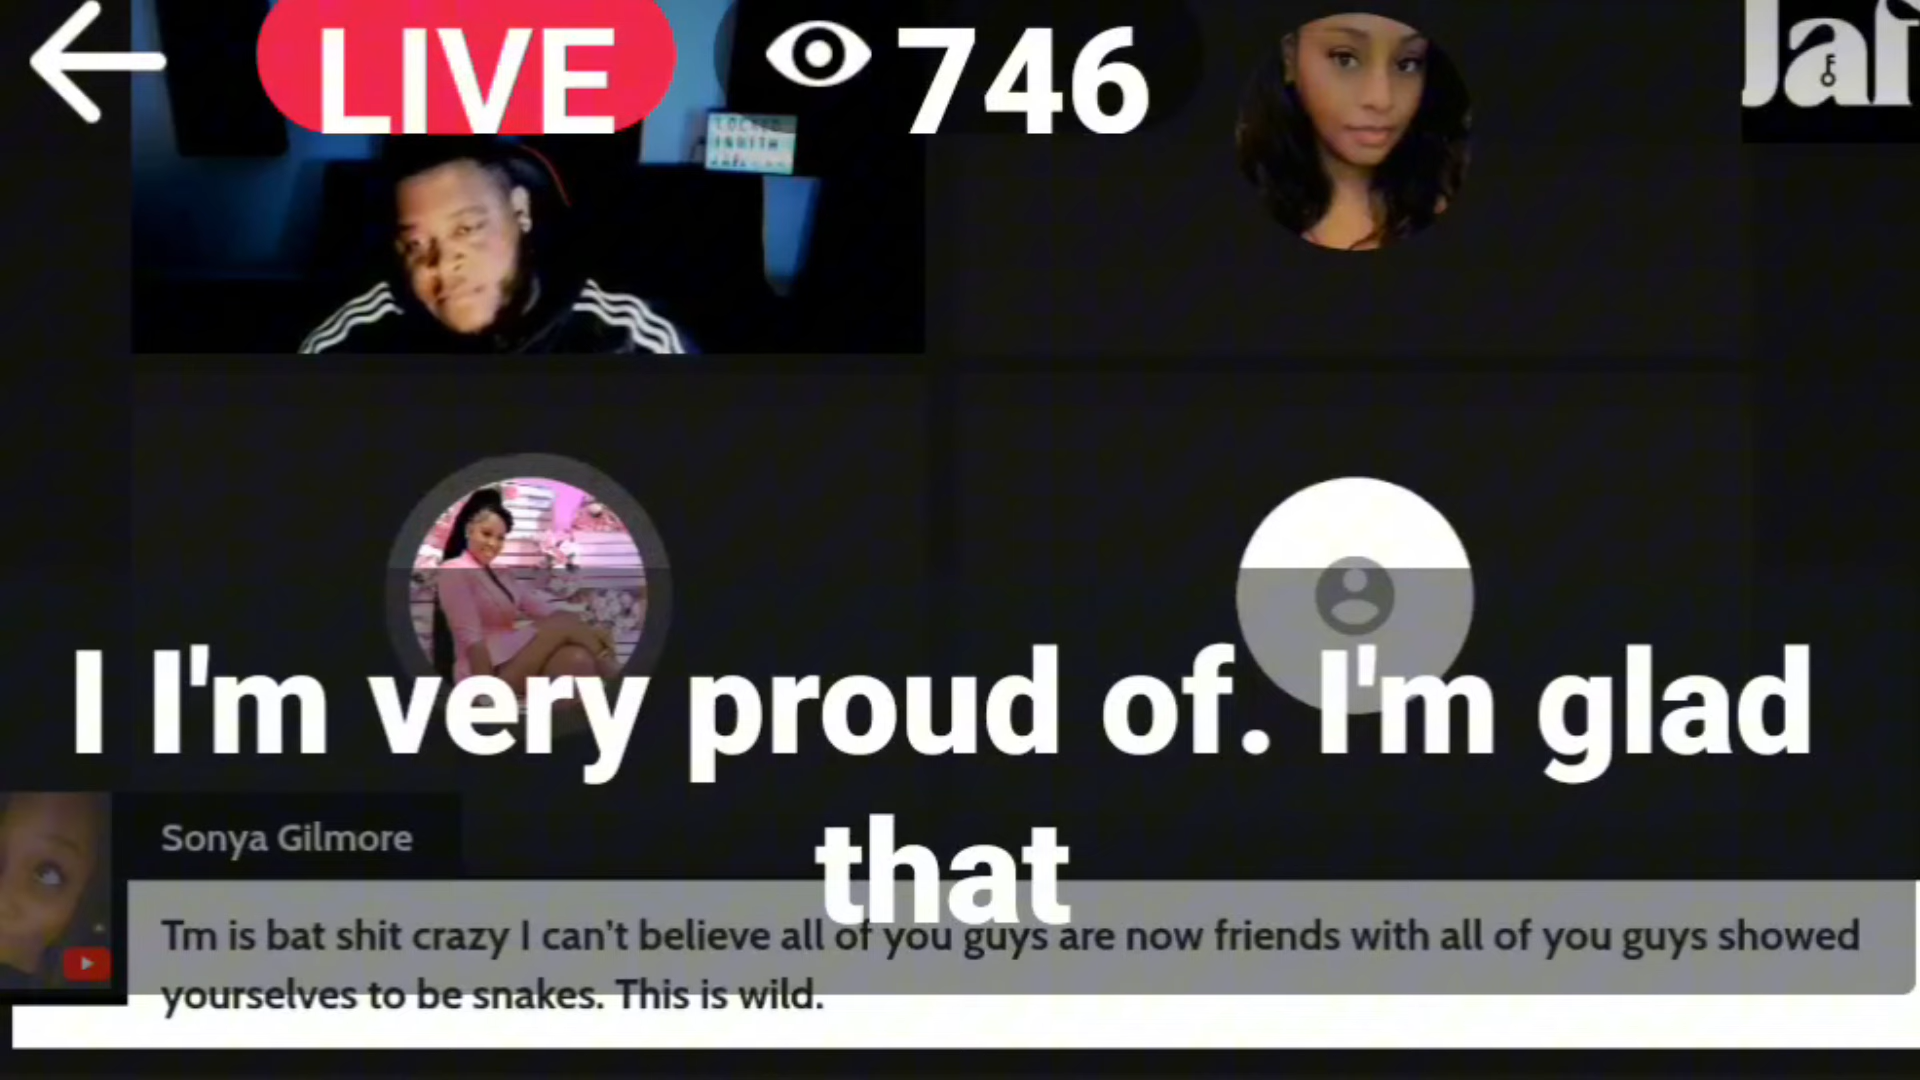 LIVE 746
Jaf
I I'm very proud of. I'm glad
that
Sonya Gilmore
Tm is bat shit crazy I can't believe all of you guys are now friends with all of you guys showed
yourselves to be snakes. This is wild.